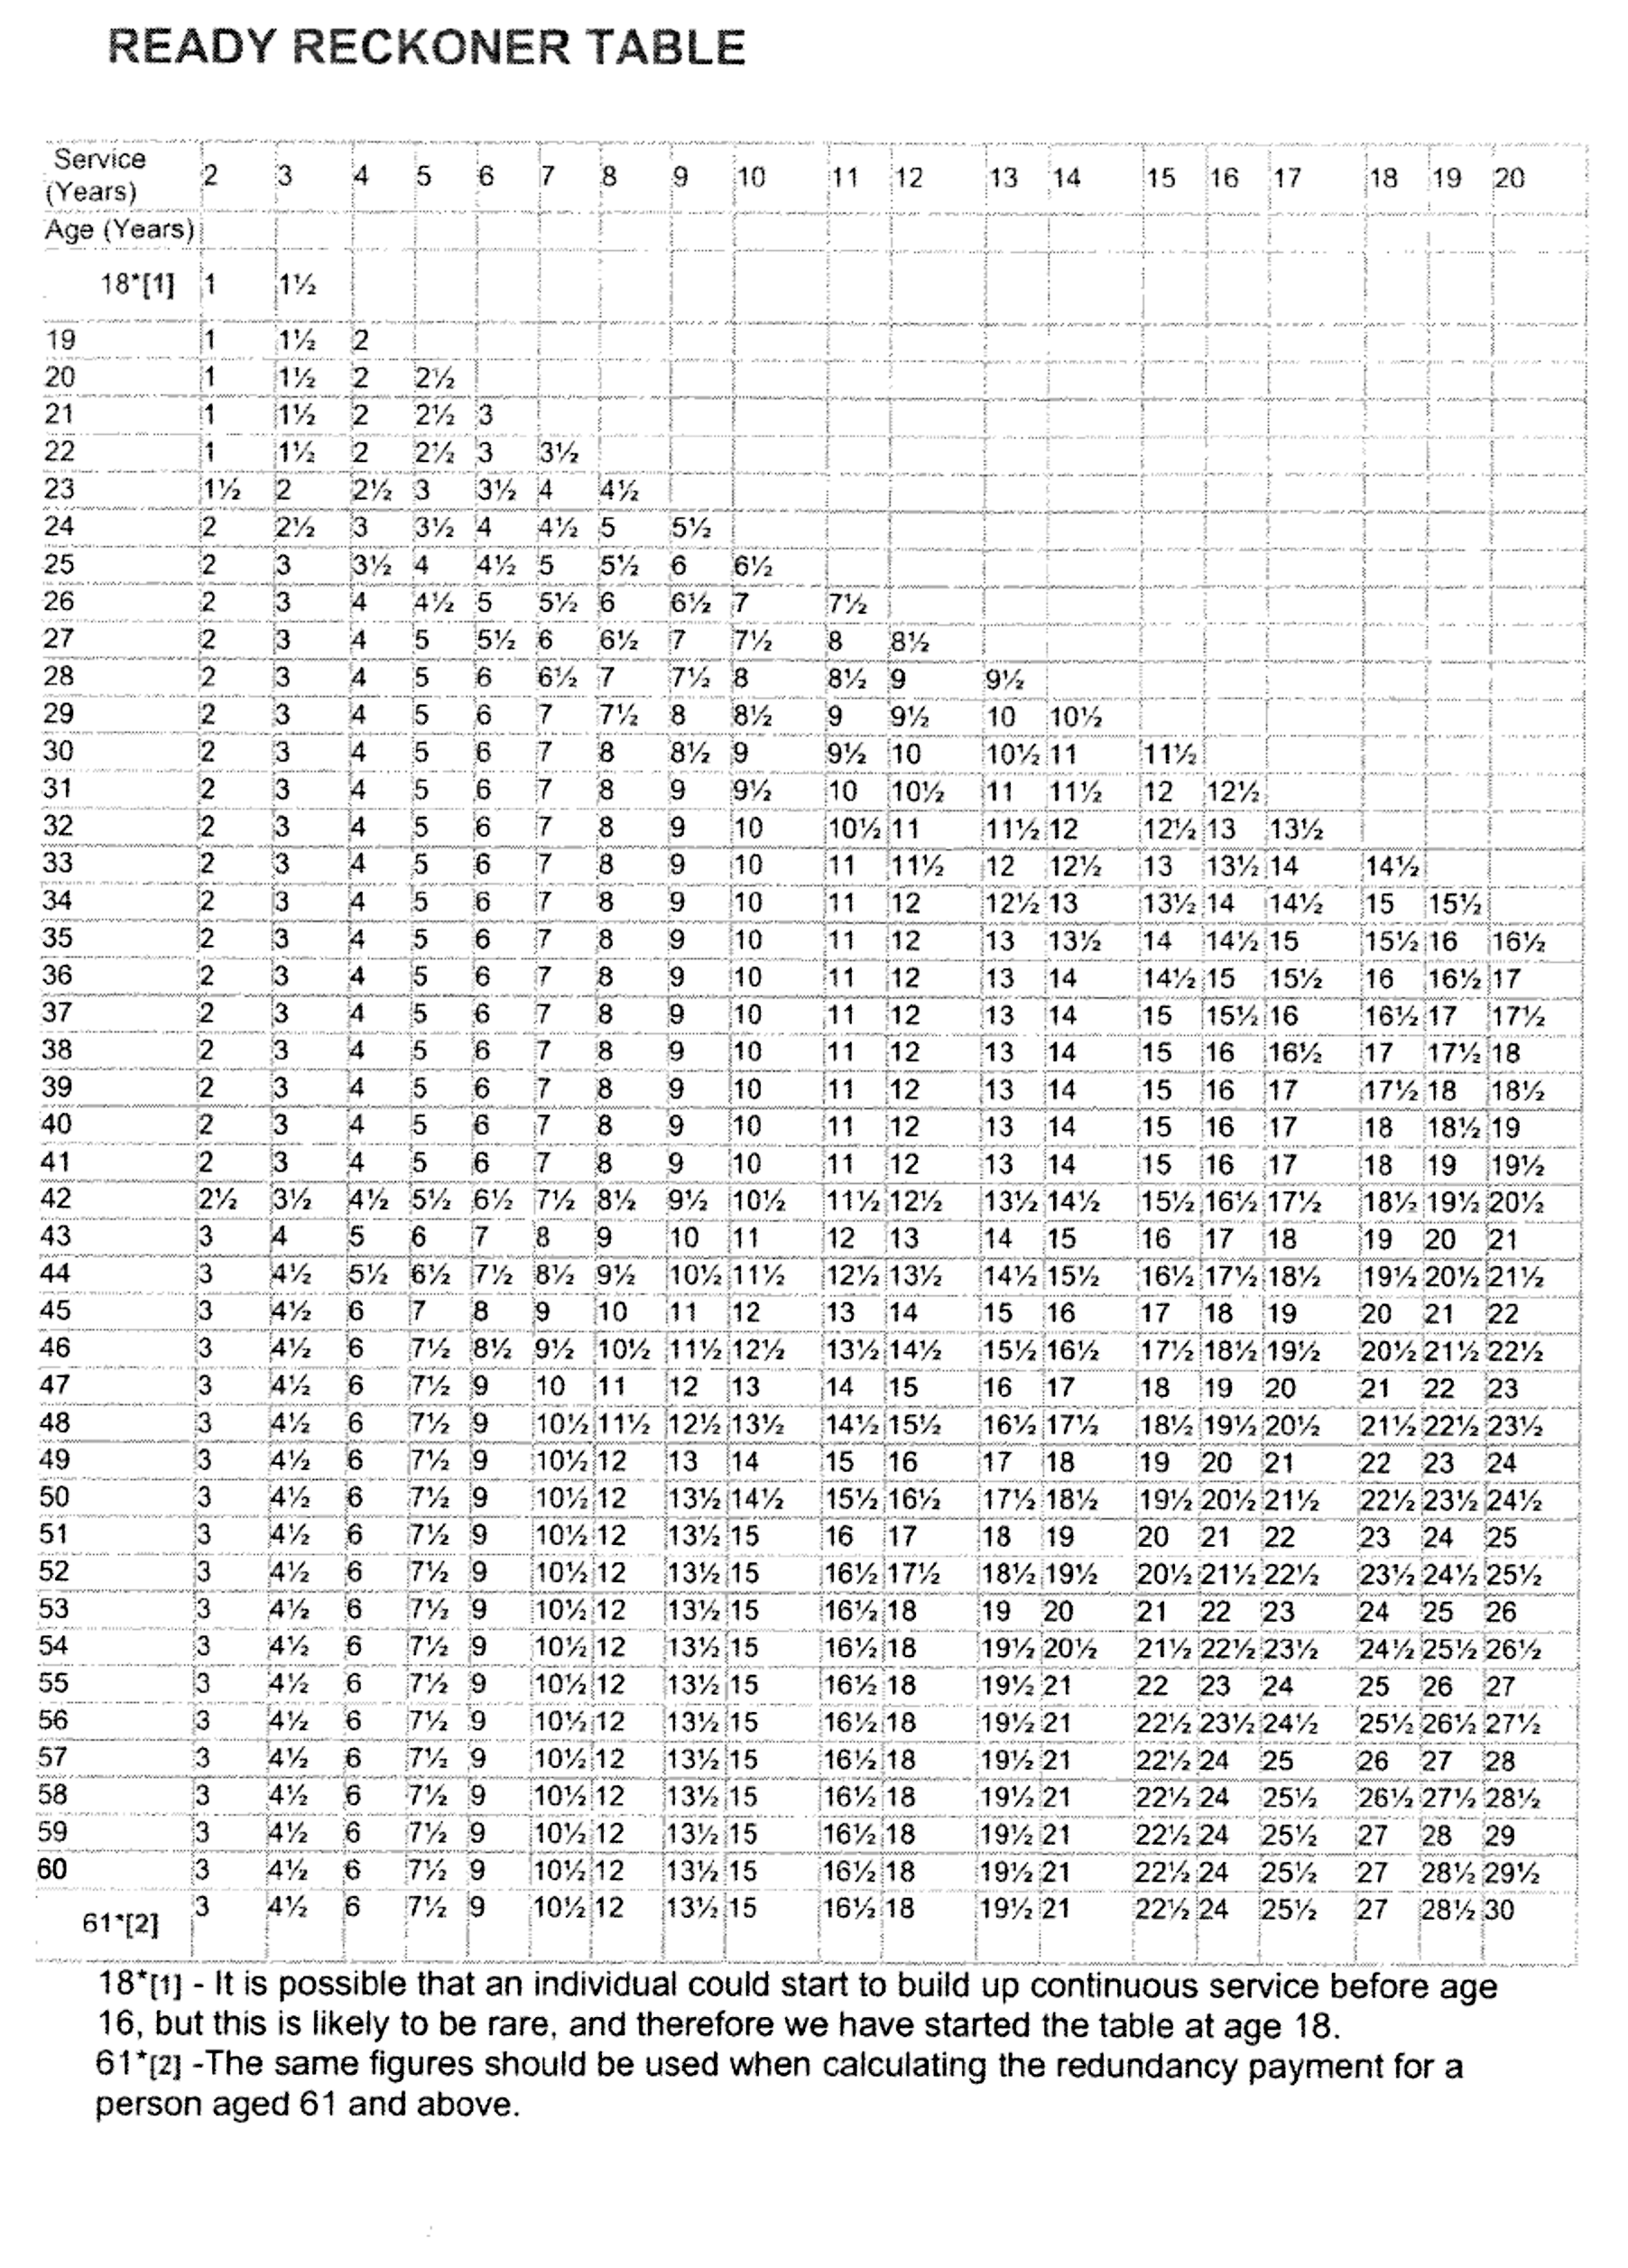 READY RECKONER TABLE
Service (Years) 2 3 4 5 6 7 8 9 10 11 12 13 14 15 16 17 18 19 20
Age (Years)
18*[1] 1 1½
19 1 1½ 2
20 1 1½ 2 2½
21 1 1½ 2 2½ 3
22 1 1½ 2 2½ 3 3½
23 1½ 2 2½ 3 3½ 4 4½
24 2 2½ 3 3½ 4 4½ 5 5½
25 2 3 3½ 4 4½ 5 5½ 6 6½
26 2 3 4 4½ 5 5½ 6 6½ 7 7½
27 2 3 4 5 5½ 6 6½ 7 7½ 8 8½
28 2 3 4 5 6 6½ 7 7½ 8 8½ 9 9½
29 2 3 4 5 6 7 7½ 8 8½ 9 9½ 10 10½
30 2 3 4 5 6 7 8 8½ 9 9½ 10 10½ 11 11½
31 2 3 4 5 6 7 8 9 9½ 10 10½ 11 11½ 12 12½
32 2 3 4 5 6 7 8 9 10 10½ 11 11½ 12 12½ 13 13½
33 2 3 4 5 6 7 8 9 10 11 11½ 12 12½ 13 13½ 14 14½
34 2 3 4 5 6 7 8 9 10 11 12 12½ 13 13½ 14 14½ 15 15½
35 2 3 4 5 6 7 8 9 10 11 12 13 13½ 14 14½ 15 15½ 16 16½
36 2 3 4 5 6 7 8 9 10 11 12 13 14 14½ 15 15½ 16 16½ 17
37 2 3 4 5 6 7 8 9 10 11 12 13 14 15 15½ 16 16½ 17 17½
38 2 3 4 5 6 7 8 9 10 11 12 13 14 15 16 16½ 17 17½ 18
39 2 3 4 5 6 7 8 9 10 11 12 13 14 15 16 17 17½ 18 18½
40 2 3 4 5 6 7 8 9 10 11 12 13 14 15 16 17 18 18½ 19
41 2 3 4 5 6 7 8 9 10 11 12 13 14 15 16 17 18 19 19½
42 2½ 3½ 4½ 5½ 6½ 7½ 8½ 9½ 10½ 11½ 12½ 13½ 14½ 15½ 16½ 17½ 18½ 19½ 20½
43 3 4 5 6 7 8 9 10 11 12 13 14 15 16 17 18 19 20 21
44 3 4½ 5½ 6½ 7½ 8½ 9½ 10½ 11½ 12½ 13½ 14½ 15½ 16½ 17½ 18½ 19½ 20½ 21½
45 3 4½ 6 7 8 9 10 11 12 13 14 15 16 17 18 19 20 21 22
46 3 4½ 6 7½ 8½ 9½ 10½ 11½ 12½ 13½ 14½ 15½ 16½ 17½ 18½ 19½ 20½ 21½ 22½
47 3 4½ 6 7½ 9 10 11 12 13 14 15 16 17 18 19 20 21 22 23
48 3 4½ 6 7½ 9 10½ 11½ 12½ 13½ 14½ 15½ 16½ 17½ 18½ 19½ 20½ 21½ 22½ 23½
49 3 4½ 6 7½ 9 10½ 12 13 14 15 16 17 18 19 20 21 22 23 24
50 3 4½ 6 7½ 9 10½ 12 13½ 14½ 15½ 16½ 17½ 18½ 19½ 20½ 21½ 22½ 23½ 24½
51 3 4½ 6 7½ 9 10½ 12 13½ 15 16 17 18 19 20 21 22 23 24 25
52 3 4½ 6 7½ 9 10½ 12 13½ 15 16½ 17½ 18½ 19½ 20½ 21½ 22½ 23½ 24½ 25½
53 3 4½ 6 7½ 9 10½ 12 13½ 15 16½ 18 19 20 21 22 23 24 25 26
54 3 4½ 6 7½ 9 10½ 12 13½ 15 16½ 18 19½ 20½ 21½ 22½ 23½ 24½ 25½ 26½
55 3 4½ 6 7½ 9 10½ 12 13½ 15 16½ 18 19½ 21 22 23 24 25 26 27
56 3 4½ 6 7½ 9 10½ 12 13½ 15 16½ 18 19½ 21 22½ 23½ 24½ 25½ 26½ 27½
57 3 4½ 6 7½ 9 10½ 12 13½ 15 16½ 18 19½ 21 22½ 24 25 26 27 28
58 3 4½ 6 7½ 9 10½ 12 13½ 15 16½ 18 19½ 21 22½ 24 25½ 26½ 27½ 28½
59 3 4½ 6 7½ 9 10½ 12 13½ 15 16½ 18 19½ 21 22½ 24 25½ 27 28 29
60 3 4½ 6 7½ 9 10½ 12 13½ 15 16½ 18 19½ 21 22½ 24 25½ 27 28½ 29½
61*[2] 3 4½ 6 7½ 9 10½ 12 13½ 15 16½ 18 19½ 21 22½ 24 25½ 27 28½ 30
18*[1] - It is possible that an individual could start to build up continuous service before age
16, but this is likely to be rare, and therefore we have started the table at age 18.
61*[2] -The same figures should be used when calculating the redundancy payment for a
person aged 61 and above.